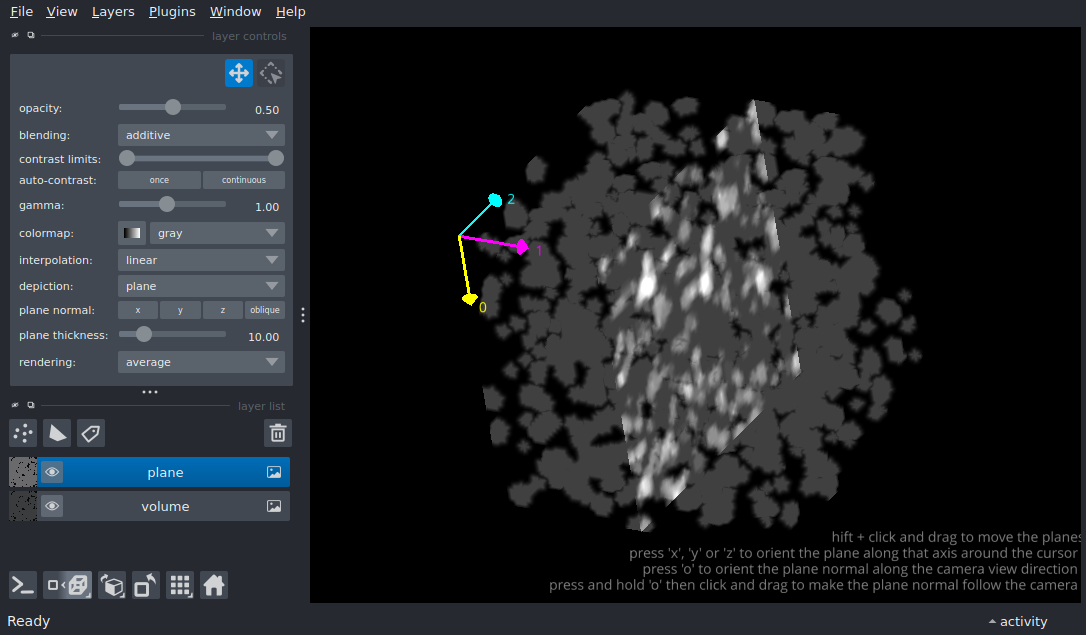 File View Layers Plugins Window Help
layer controls
opacity: 0.50
blending: additive
contrast limits:
auto-contrast: once continuous
gamma: 1.00
colormap: gray
interpolation: linear
depiction: plane
plane normal: x y z oblique
plane thickness: 10.00
rendering: average
layer list
plane
volume
2
1
0
hift + click and drag to move the planes
press 'x', 'y' or 'z' to orient the plane along that axis around the cursor
press 'o' to orient the plane normal along the camera view direction
press and hold 'o' then click and drag to make the plane normal follow the camera
Ready
activity